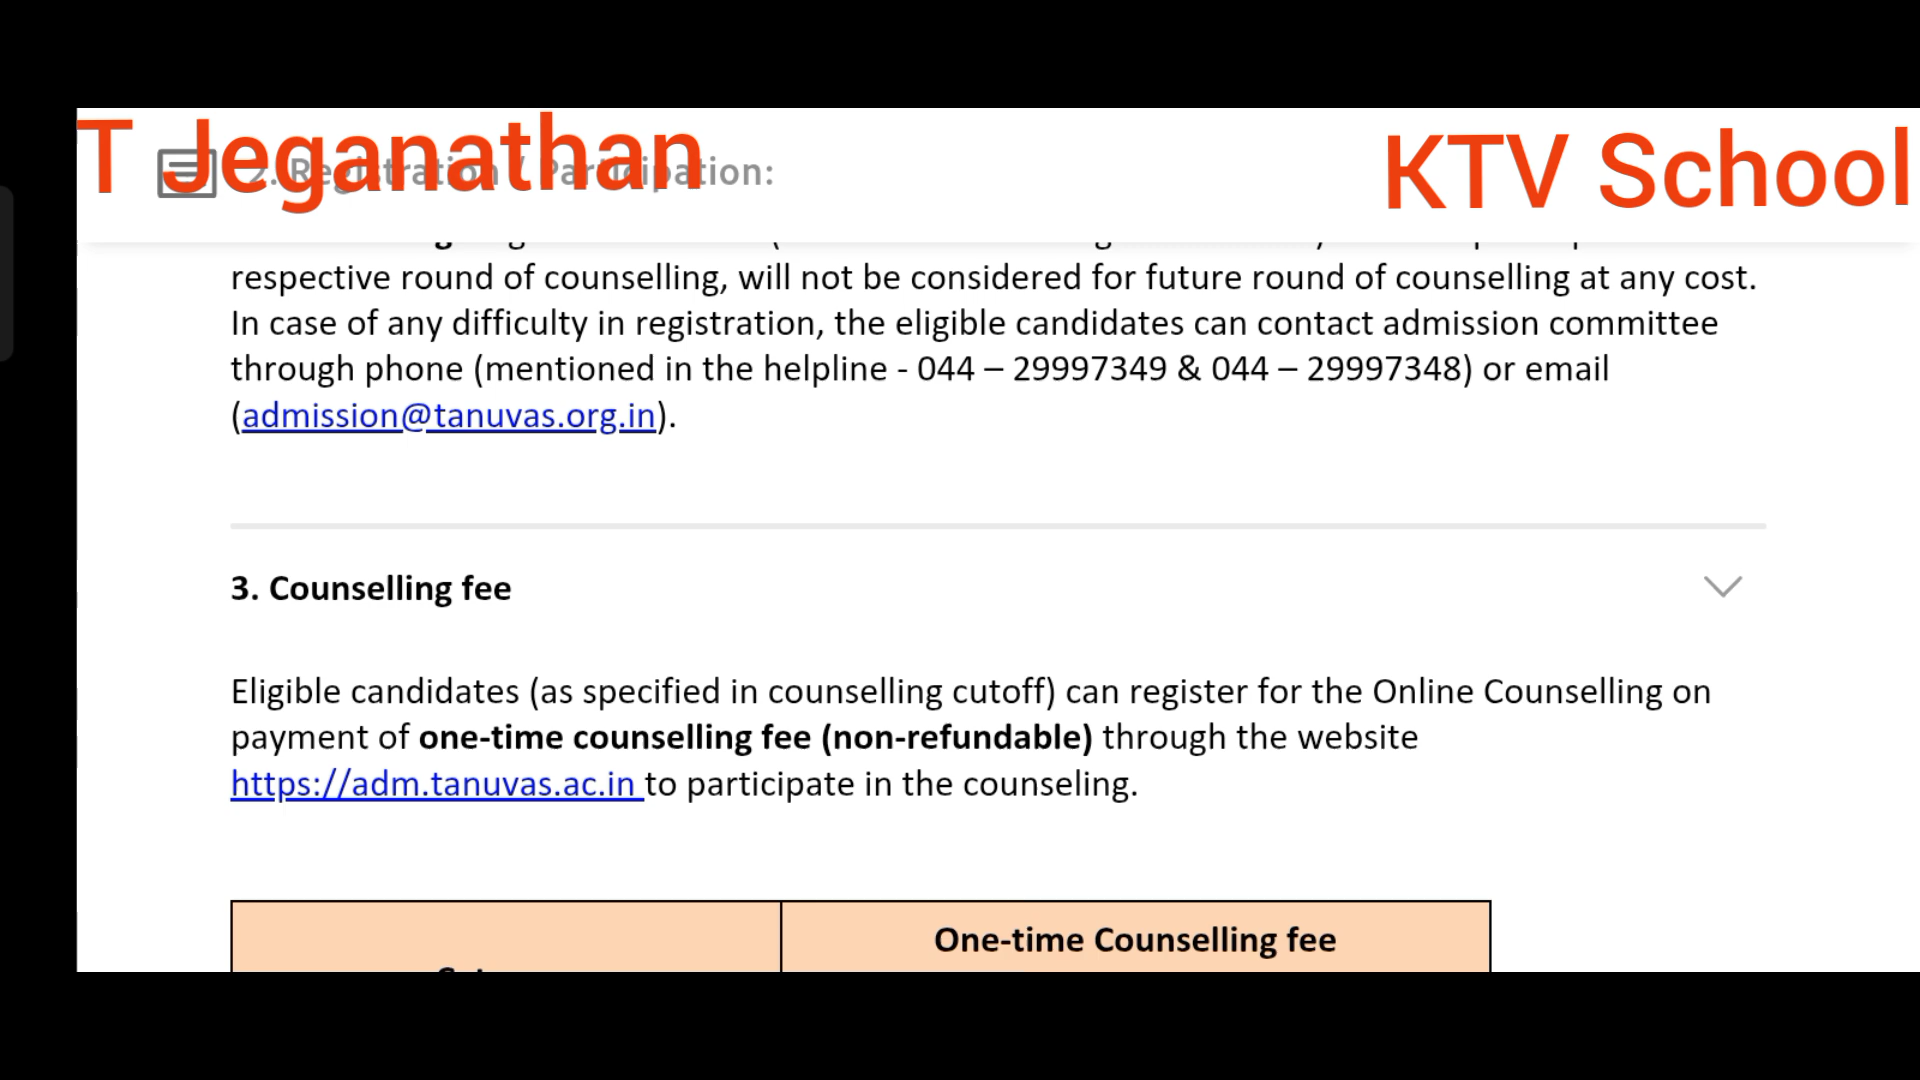 T Jeganathan
KTV School
2. Registration / Participation:
respective round of counselling, will not be considered for future round of counselling at any cost.
In case of any difficulty in registration, the eligible candidates can contact admission committee
through phone (mentioned in the helpline - 044 – 29997349 & 044 – 29997348) or email
(admission@tanuvas.org.in).
3. Counselling fee
Eligible candidates (as specified in counselling cutoff) can register for the Online Counselling on
payment of one-time counselling fee (non-refundable) through the website
https://adm.tanuvas.ac.in to participate in the counseling.
One-time Counselling fee